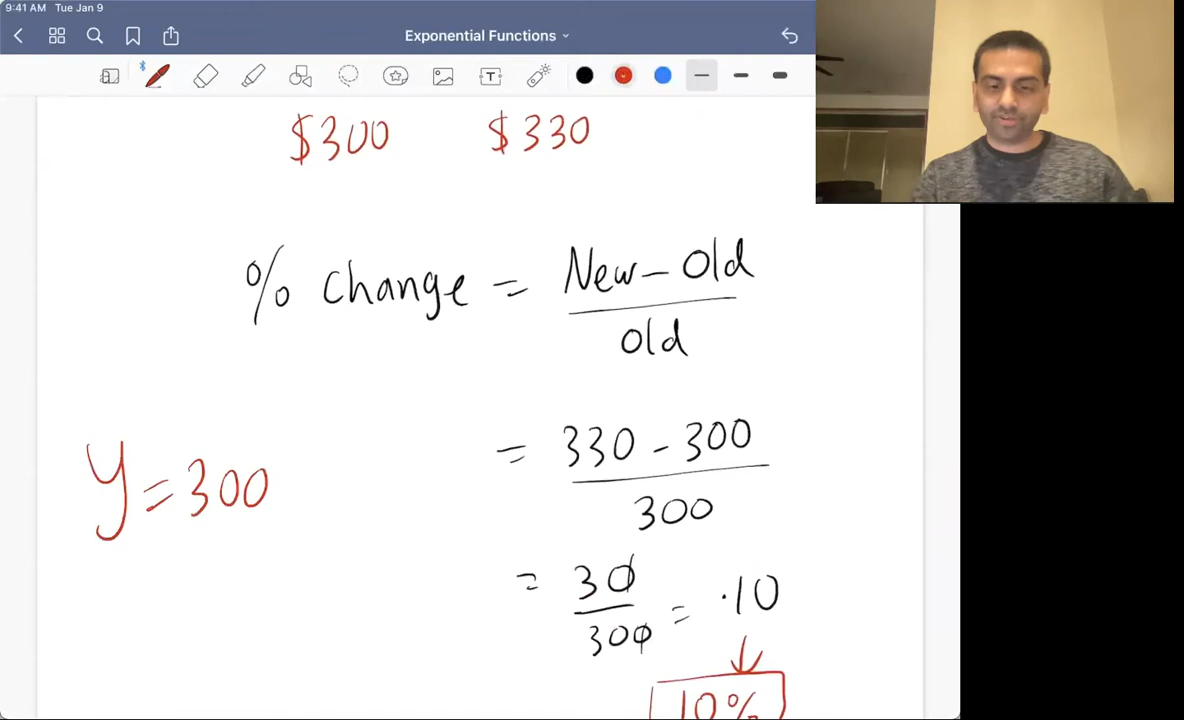 9:41 AM Tue Jan 9
Exponential Functions
$300 $330
% change = New - Old
Old
= 330 - 300
300
y = 300
= 30
300
= .10
10%